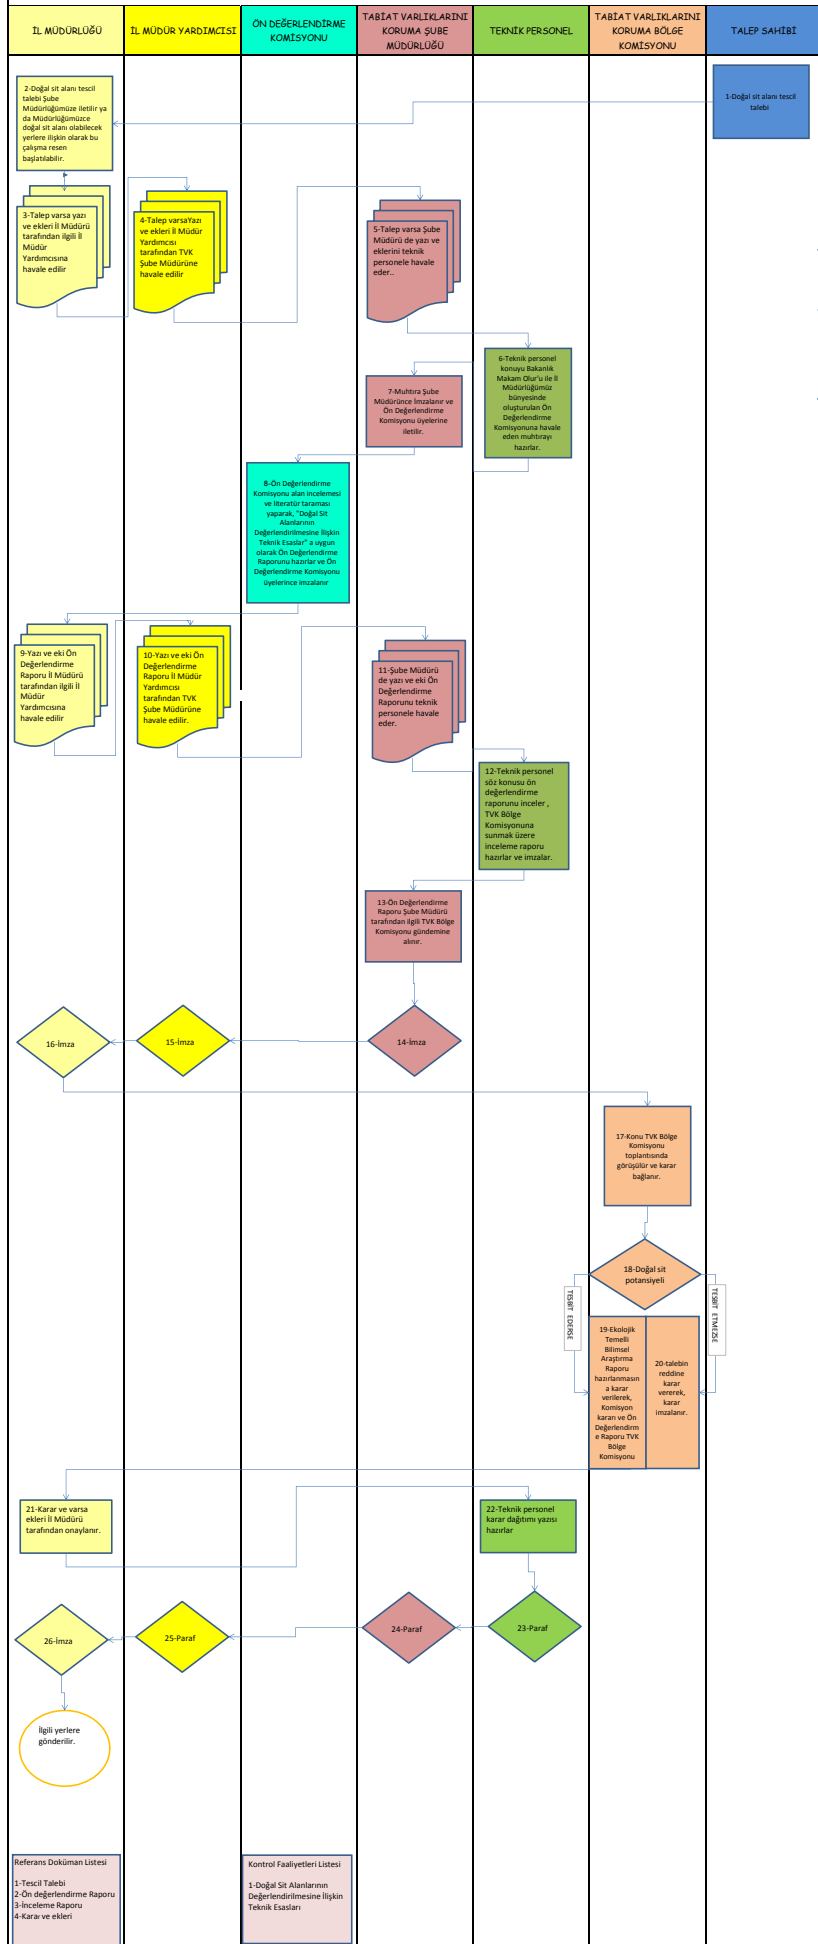 İL MÜDÜRLÜĞÜ
İL MÜDÜR YARDIMCISI
ÖN DEĞERLENDİRME
KOMİSYONU
TABİAT VARLIKLARINI
KORUMA ŞUBE
MÜDÜRLÜĞÜ
TEKNİK PERSONEL
TABİAT VARLIKLARINI
KORUMA BÖLGE
KOMİSYONU
TALEP SAHİBİ
1-Doğal sit alanı tescil
talebi
2-Doğal sit alanı tescil
talebi Şube
Müdürlüğümüze iletilir ya
da Müdürlüğümüzce
doğal sit alanı olabilecek
yerlere ilişkin olarak bu
çalışma resen
başlatılabilir.
3-Talep varsa yazı
ve ekleri İl Müdürü
tarafından ilgili İl
Müdür
Yardımcısına
havale edilir
4-Talep varsaYazı
ve ekleri İl Müdür
Yardımcısı
tarafından TVK
Şube Müdürüne
havale edilir
5-Talep varsa Şube
Müdürü de yazı ve
eklerini teknik
personele havale
eder..
6-Teknik personel
konuyu Bakanlık
Makam Olur'u ile İl
Müdürlüğümüz
bünyesinde
oluşturulan Ön
Değerlendirme
Komisyonuna havale
eden muhtırayı
hazırlar.
7-Muhtıra Şube
Müdürünce İmzalanır ve
Ön Değerlendirme
Komisyonu üyelerine
iletilir.
8-Ön Değerlendirme
Komisyonu alan incelemesi
ve literatür taraması
yaparak, "Doğal Sit
Alanlarının
Değerlendirilmesine İlişkin
Teknik Esaslar" a uygun
olarak Ön Değerlendirme
Raporunu hazırlar ve Ön
Değerlendirme Komisyonu
üyelerince imzalanır
9-Yazı ve eki Ön
Değerlendirme
Raporu İl Müdürü
tarafından ilgili İl
Müdür
Yardımcısına
havale edilir
10-Yazı ve eki Ön
Değerlendirme
Raporu İl Müdür
Yardımcısı
tarafından TVK
Şube Müdürüne
havale edilir.
11-Şube Müdürü
de yazı ve eki Ön
Değerlendirme
Raporunu teknik
personele havale
eder.
12-Teknik personel
söz konusu ön
değerlendirme
raporunu inceler ,
TVK Bölge
Komisyonuna
sunmak üzere
inceleme raporu
hazırlar ve imzalar.
13-Ön Değerlendirme
Raporu Şube Müdürü
tarafından ilgili TVK Bölge
Komisyonu gündemine
alınır.
14-İmza
15-İmza
16-İmza
17-Konu TVK Bölge
Komisyonu
toplantısında
görüşülür ve karar
bağlanır.
18-Doğal sit
potansiyeli
TESBİT EDERSE
TESBİT ETMEZSE
19-Ekolojik
Temelli
Bilimsel
Araştırma
Raporu
hazırlanmasın
a karar
verilerek,
Komisyon
kararı ve Ön
Değerlendirm
e Raporu TVK
Bölge
Komisyonu
20-talebin
reddine
karar
vererek,
karar
imzalanır.
21-Karar ve varsa
ekleri İl Müdürü
tarafından onaylanır.
22-Teknik personel
karar dağıtımı yazısı
hazırlar
23-Paraf
24-Paraf
25-Paraf
26-İmza
İlgili yerlere
gönderilir.
Referans Doküman Listesi
1-Tescil Talebi
2-Ön değerlendirme Raporu
3-İnceleme Raporu
4-Karar ve ekleri
Kontrol Faaliyetleri Listesi
1-Doğal Sit Alanlarının
Değerlendirilmesine İlişkin
Teknik Esasları